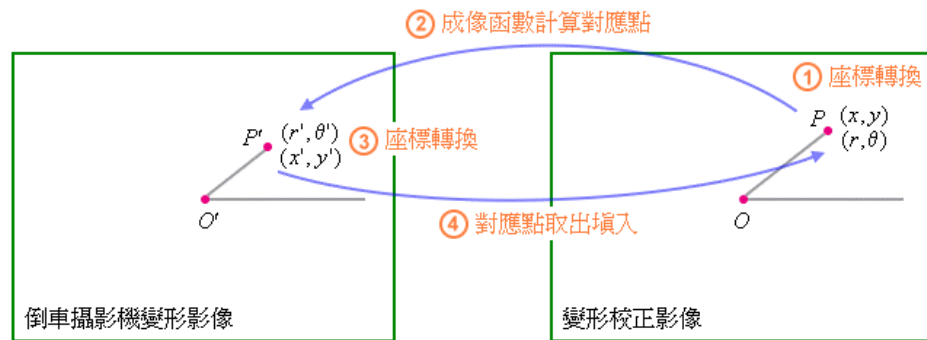 ② 成像函數計算對應點
① 座標轉換
P (x, y)
(r, θ)
P' (r', θ')
(x', y')
③ 座標轉換
O'
O
④ 對應點取出填入
倒車攝影機變形影像
變形校正影像